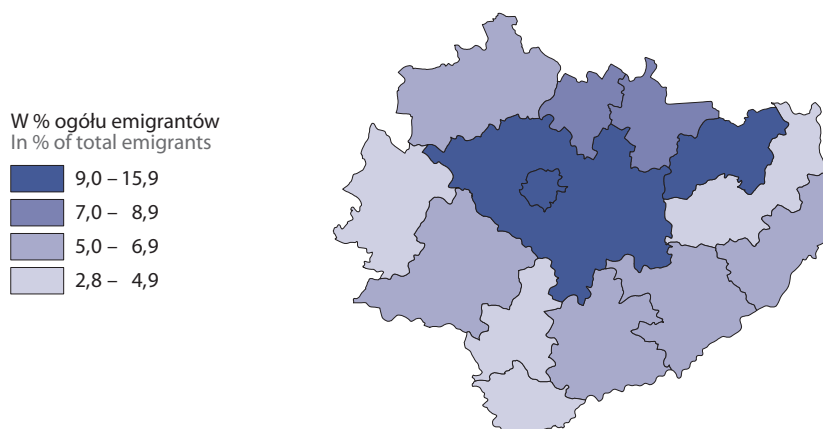 W % ogółu emigrantów
In % of total emigrants
9,0 – 15,9
7,0 – 8,9
5,0 – 6,9
2,8 – 4,9